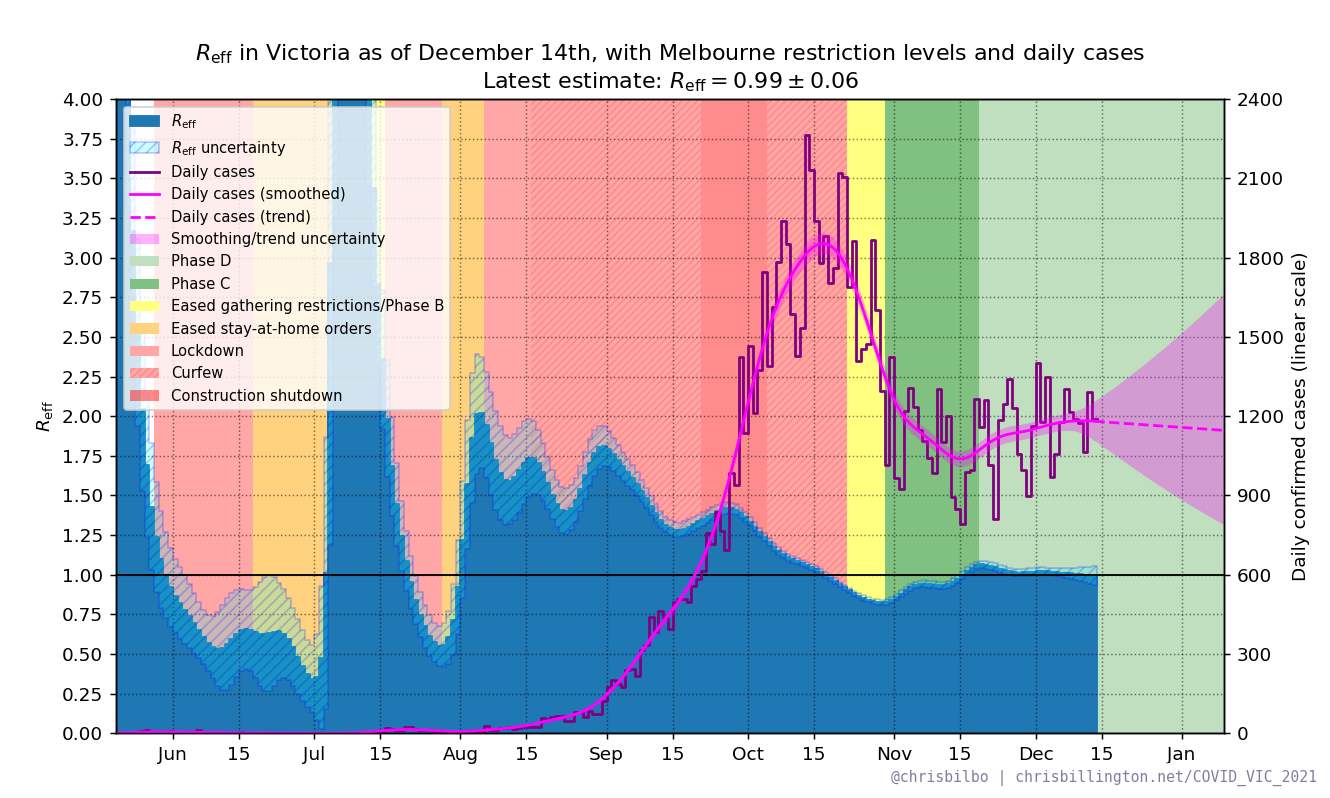 Reff in Victoria as of December 14th, with Melbourne restriction levels and daily cases
Latest estimate: Reff = 0.99 ± 0.06
4.00
3.75
3.50
3.25
3.00
2.75
2.50
2.25
2.00
1.75
1.50
1.25
1.00
0.75
0.50
0.25
0.00
Reff
Reff
Reff uncertainty
Daily cases
Daily cases (smoothed)
Daily cases (trend)
Smoothing/trend uncertainty
Phase D
Phase C
Eased gathering restrictions/Phase B
Eased stay-at-home orders
Lockdown
Curfew
Construction shutdown
2400
2100
1800
1500
1200
900
600
300
0
Daily confirmed cases (linear scale)
Jun 15 Jul 15 Aug 15 Sep 15 Oct 15 Nov 15 Dec 15 Jan
@chrisbilbo | chrisbillington.net/COVID_VIC_2021